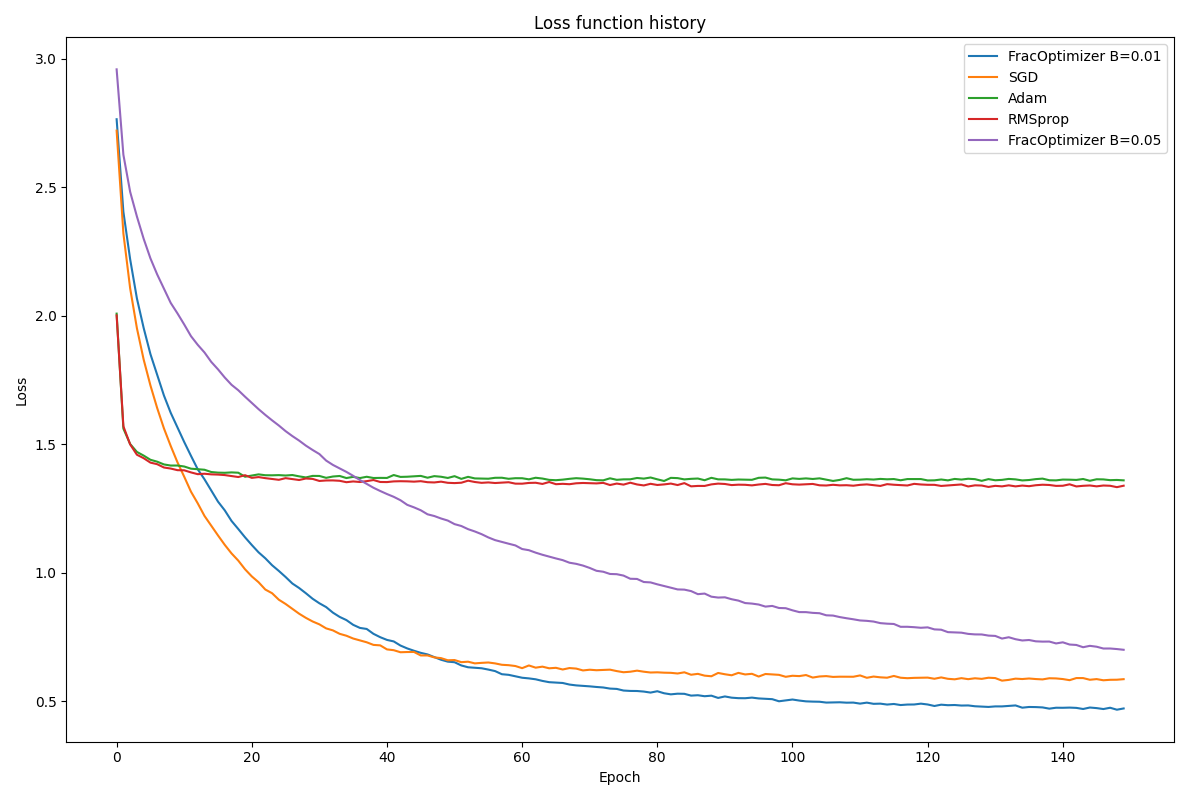 Loss function history
FracOptimizer B=0.01
SGD
Adam
RMSprop
FracOptimizer B=0.05
3.0
2.5
2.0
1.5
1.0
0.5
Loss
0 20 40 60 80 100 120 140
Epoch